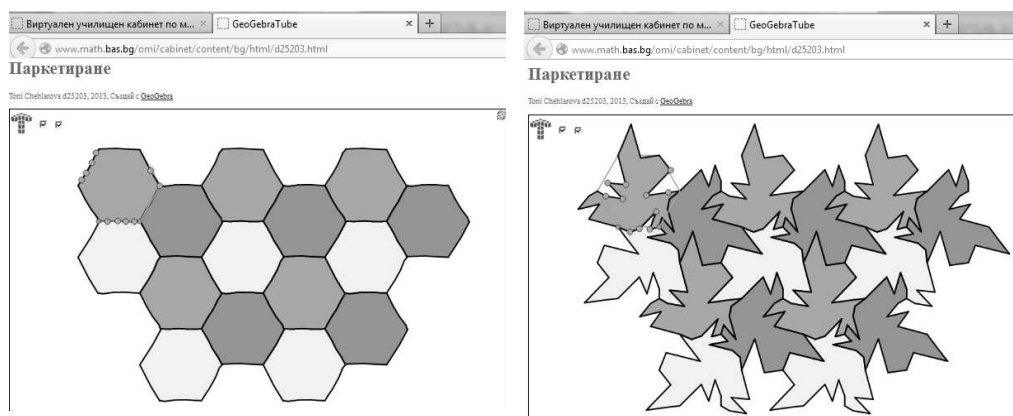 Виртуален училищен кабинет по м... × GeoGebraTube × +
www.math.bas.bg/omi/cabinet/content/bg/html/d25203.html
Паркетиране
Toni Chehlarova d25203, 2013, Създай с GeoGebra
Виртуален училищен кабинет по м... × GeoGebraTube × +
www.math.bas.bg/omi/cabinet/content/bg/html/d25203.html
Паркетиране
Toni Chehlarova d25203, 2013, Създай с GeoGebra